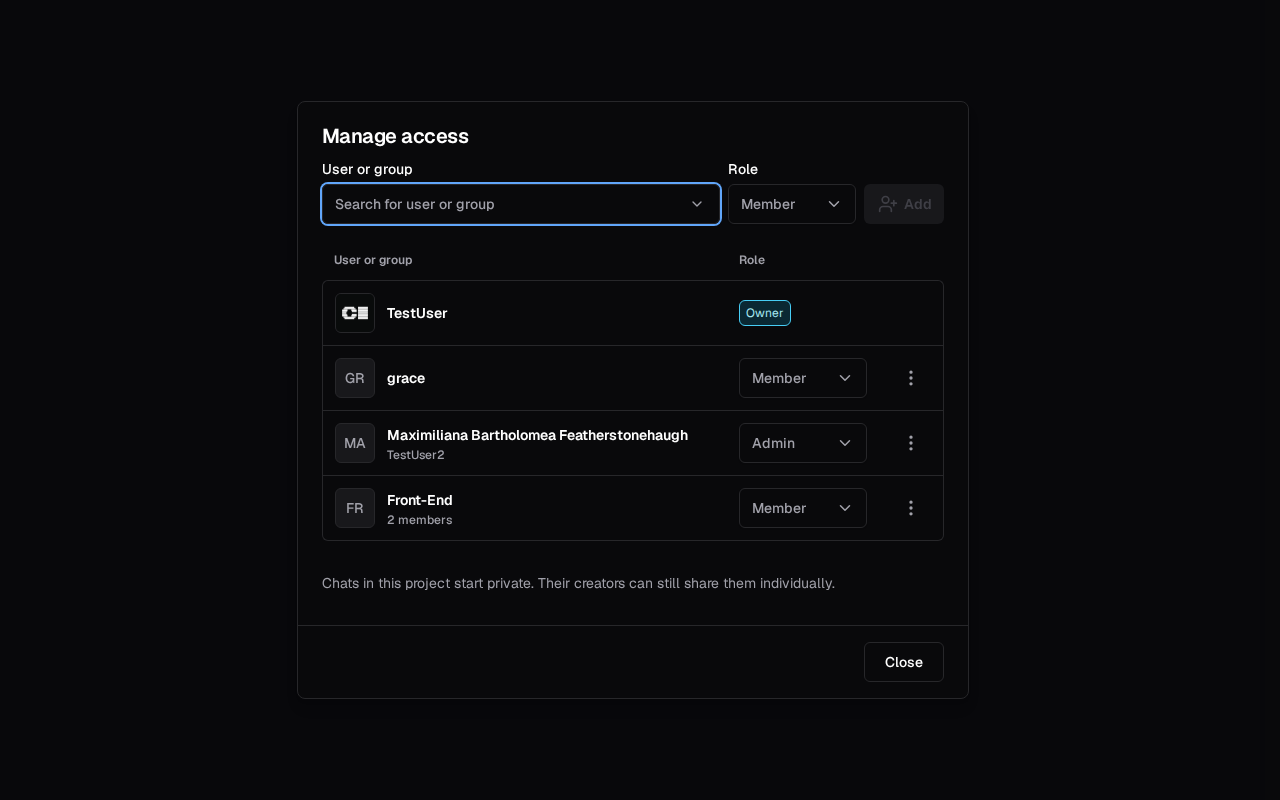 Manage access
User or group
Role
Search for user or group
Member
Add
User or group
Role
TestUser
Owner
GR
grace
Member
MA
Maximiliana Bartholomea Featherstonehaugh
TestUser2
Admin
FR
Front-End
2 members
Member
Chats in this project start private. Their creators can still share them individually.
Close